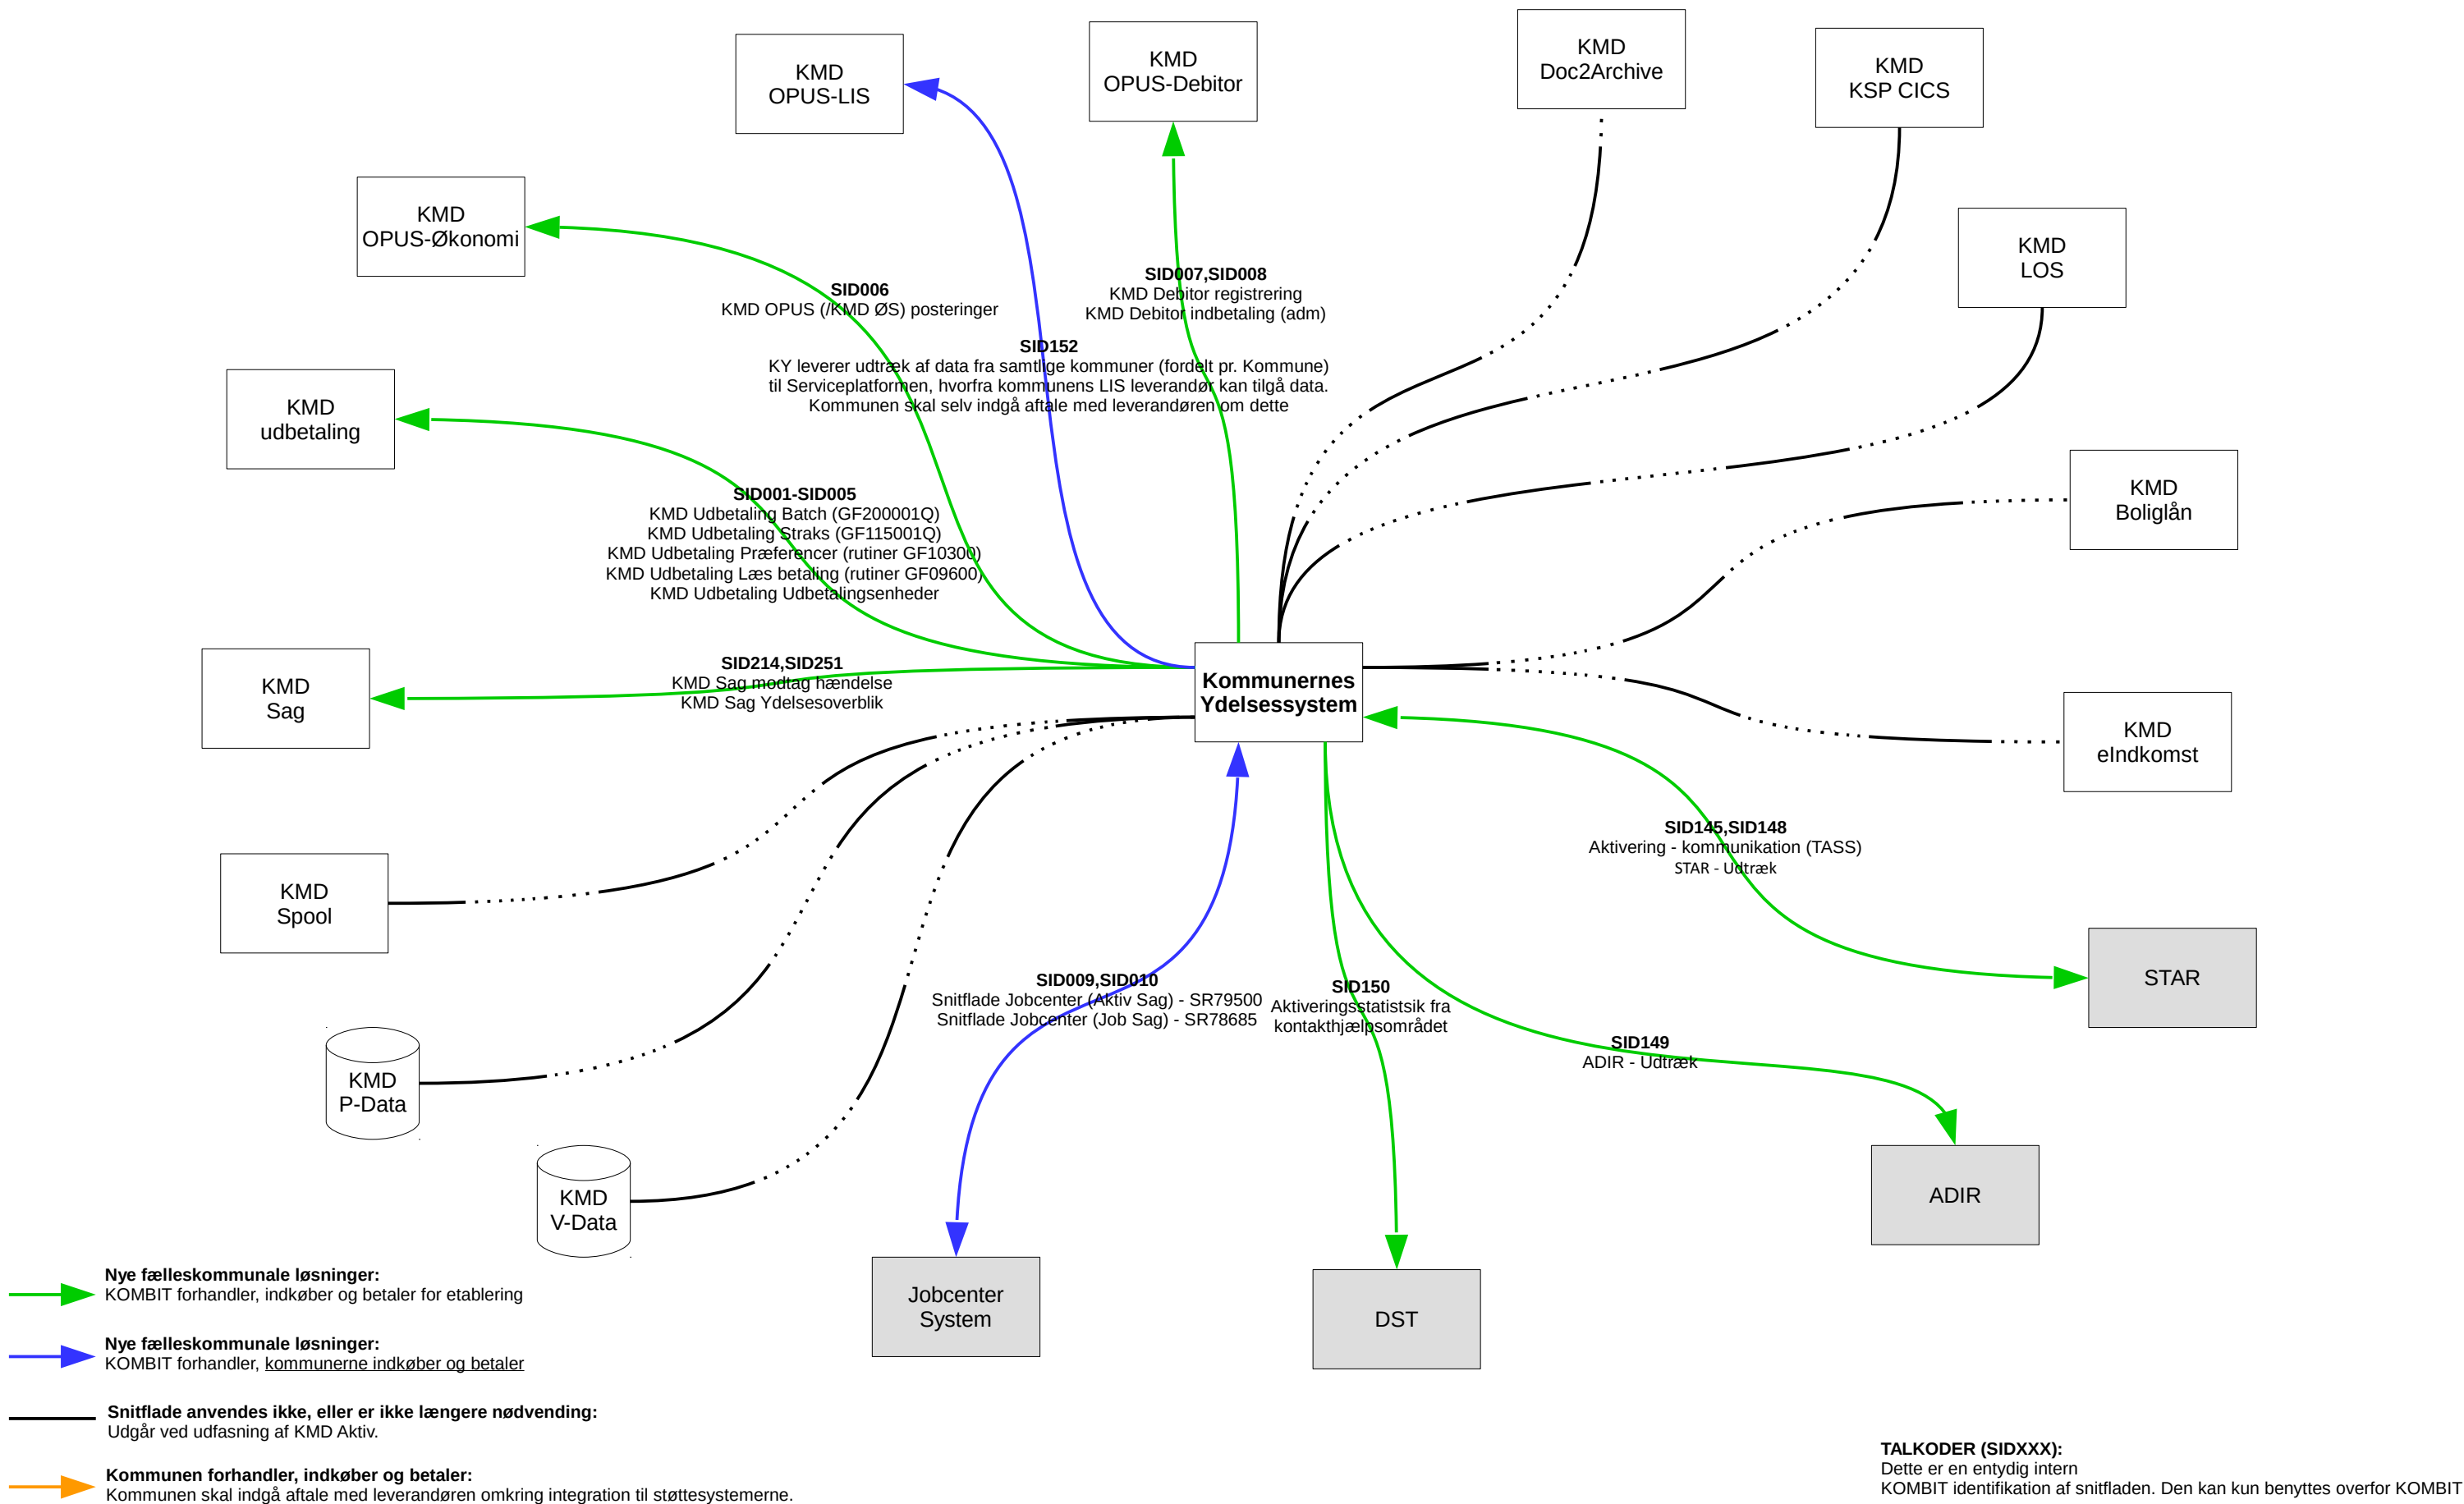 KMD
OPUS-LIS
KMD
OPUS-Debitor
KMD
Doc2Archive
KMD
KSP CICS
KMD
OPUS-Økonomi
KMD
LOS
SID006
KMD OPUS (/KMD ØS) posteringer
SID007,SID008
KMD Debitor registrering
KMD Debitor indbetaling (adm)
SID152
KY leverer udtræk af data fra samtlige kommuner (fordelt pr. Kommune)
til Serviceplatformen, hvorfra kommunens LIS leverandør kan tilgå data.
Kommunen skal selv indgå aftale med leverandøren om dette
KMD
udbetaling
SID001-SID005
KMD Udbetaling Batch (GF200001Q)
KMD Udbetaling Straks (GF115001Q)
KMD Udbetaling Præferencer (rutiner GF10300)
KMD Udbetaling Læs betaling (rutiner GF09600)
KMD Udbetaling Udbetalingsenheder
KMD
Boliglån
KMD
Sag
SID214,SID251
KMD Sag modtag hændelse
KMD Sag Ydelsesoverblik
Kommunernes
Ydelsessystem
KMD
eIndkomst
SID145,SID148
Aktivering - kommunikation (TASS)
STAR - Udtræk
KMD
Spool
STAR
SID009,SID010
Snitflade Jobcenter (Aktiv Sag) - SR79500
Snitflade Jobcenter (Job Sag) - SR78685
SID150
Aktiveringsstatistsik fra
kontakthjælpsområdet
SID149
ADIR - Udtræk
KMD
P-Data
KMD
V-Data
ADIR
Jobcenter
System
DST
Nye fælleskommunale løsninger:
KOMBIT forhandler, indkøber og betaler for etablering
Nye fælleskommunale løsninger:
KOMBIT forhandler, kommunerne indkøber og betaler
Snitflade anvendes ikke, eller er ikke længere nødvending:
Udgår ved udfasning af KMD Aktiv.
Kommunen forhandler, indkøber og betaler:
Kommunen skal indgå aftale med leverandøren omkring integration til støttesystemerne.
TALKODER (SIDXXX):
Dette er en entydig intern
KOMBIT identifikation af snitfladen. Den kan kun benyttes overfor KOMBIT